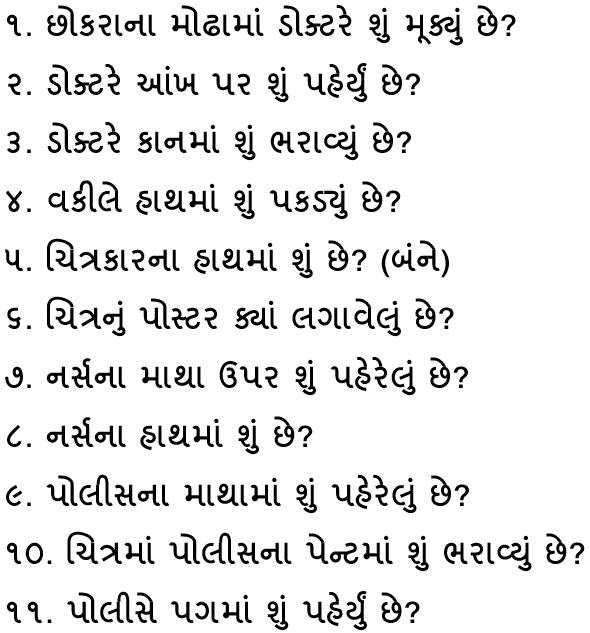 ૧. છોકરાના મોઢામાં ડોક્ટરે શું મૂક્યું છે?
૨. ડોક્ટરે આંખ પર શું પહેર્યું છે?
૩. ડોક્ટરે કાનમાં શું ભરાવ્યું છે?
૪. વકીલે હાથમાં શું પકડ્યું છે?
૫. ચિત્રકારના હાથમાં શું છે? (બંને)
૬. ચિત્રનું પોસ્ટર ક્યાં લગાવેલું છે?
૭. નર્સના માથા ઉપર શું પહેરેલું છે?
૮. નર્સના હાથમાં શું છે?
૯. પોલીસના માથામાં શું પહેરેલું છે?
૧૦. ચિત્રમાં પોલીસના પેન્ટમાં શું ભરાવ્યું છે?
૧૧. પોલીસે પગમાં શું પહેર્યું છે?